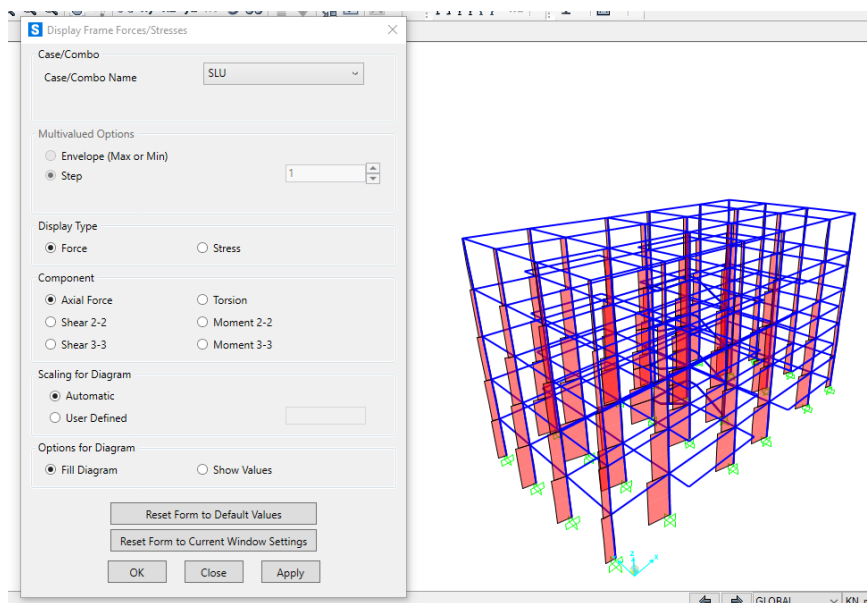 S Display Frame Forces/Stresses
Case/Combo
Case/Combo Name SLU
Multivalued Options
Envelope (Max or Min)
Step 1
Display Type
Force Stress
Component
Axial Force Torsion
Shear 2-2 Moment 2-2
Shear 3-3 Moment 3-3
Scaling for Diagram
Automatic
User Defined
Options for Diagram
Fill Diagram Show Values
Reset Form to Default Values
Reset Form to Current Window Settings
OK Close Apply
Z X
GLOBAL